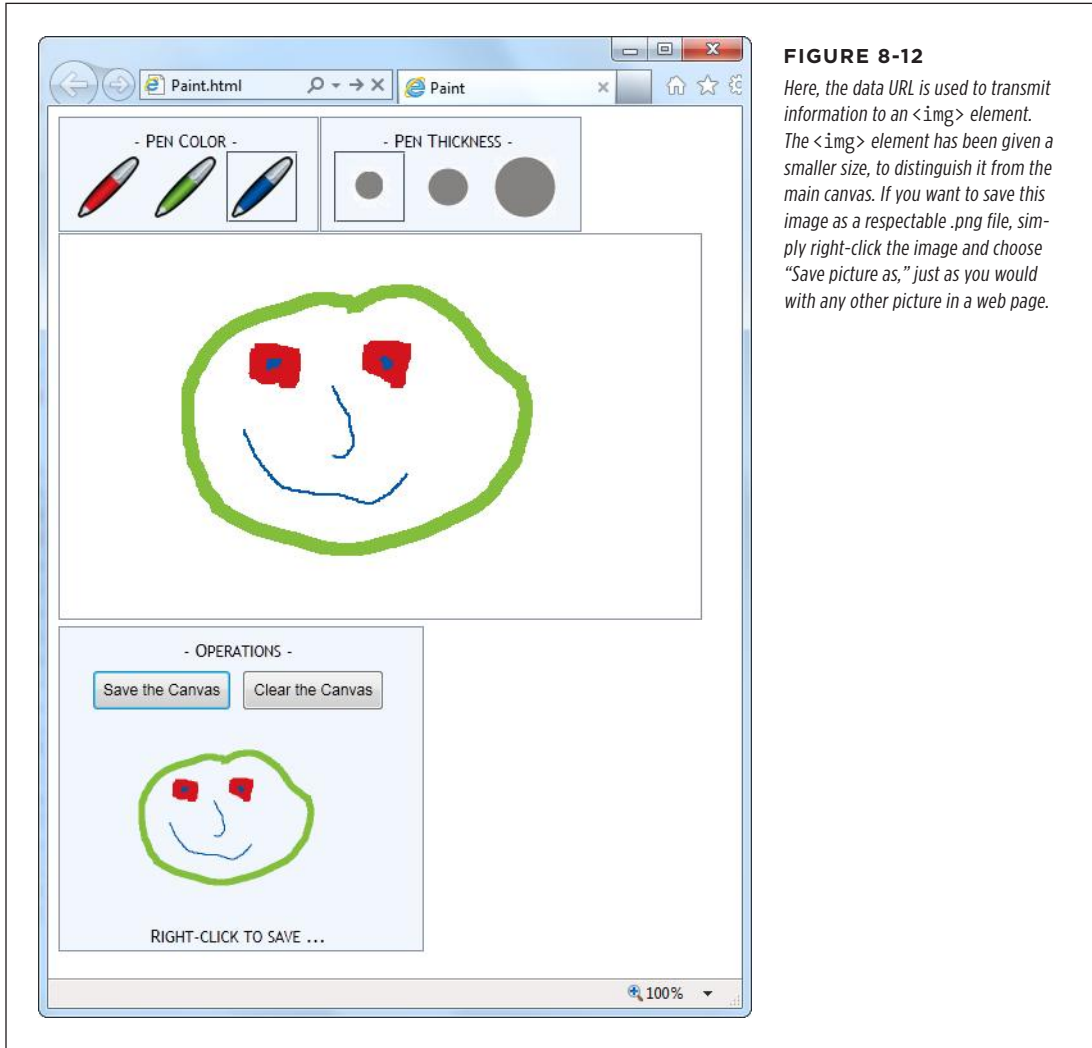 Paint.html
Paint
- PEN COLOR -
- PEN THICKNESS -
- OPERATIONS -
Save the Canvas
Clear the Canvas
RIGHT-CLICK TO SAVE ...
100%
FIGURE 8-12
Here, the data URL is used to transmit
information to an <img> element.
The <img> element has been given a
smaller size, to distinguish it from the
main canvas. If you want to save this
image as a respectable .png file, sim-
ply right-click the image and choose
“Save picture as,” just as you would
with any other picture in a web page.